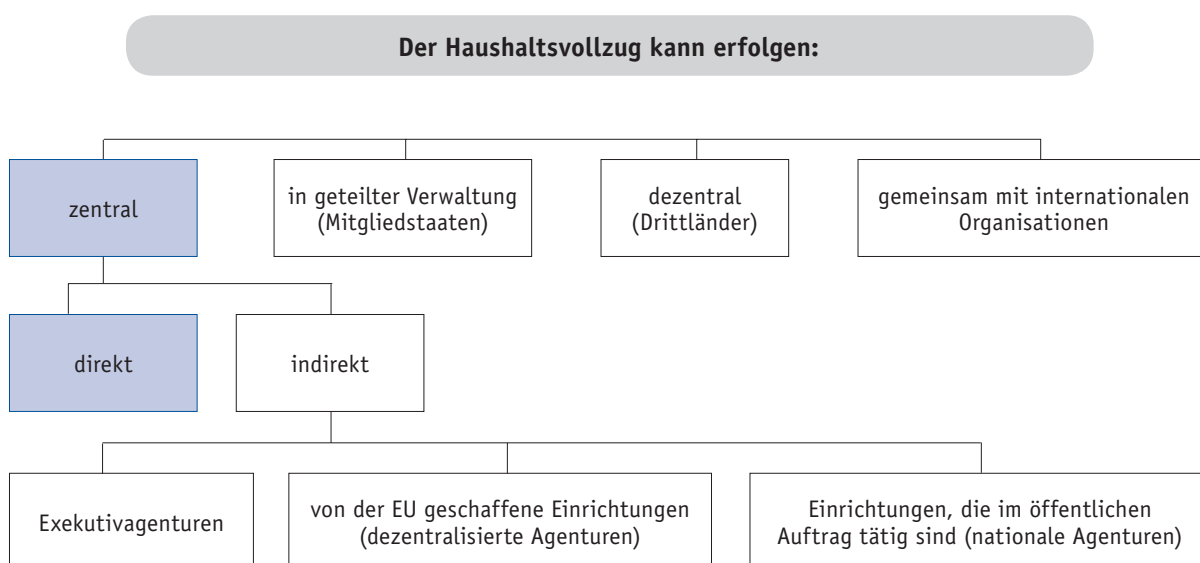 Der Haushaltsvollzug kann erfolgen:
zentral
in geteilter Verwaltung
(Mitgliedstaaten)
dezentral
(Drittländer)
gemeinsam mit internationalen
Organisationen
direkt
indirekt
Exekutivagenturen
von der EU geschaffene Einrichtungen
(dezentralisierte Agenturen)
Einrichtungen, die im öffentlichen
Auftrag tätig sind (nationale Agenturen)